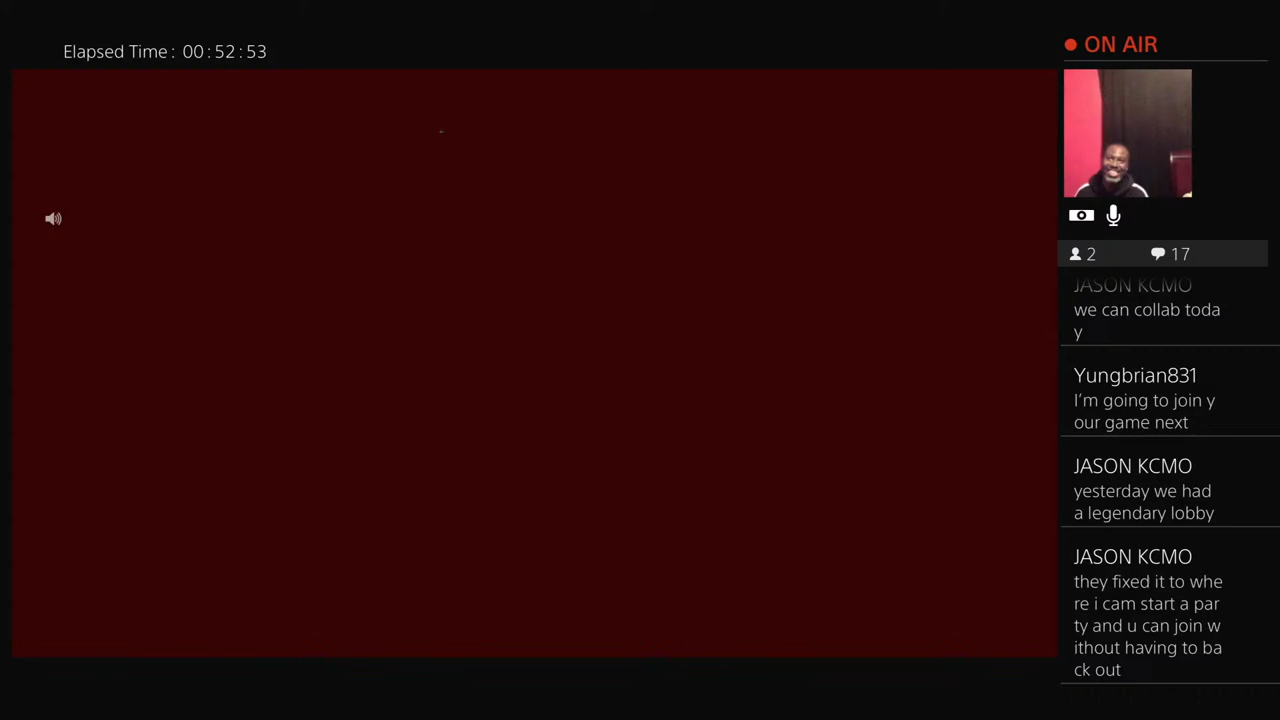 Elapsed Time: 00:52:53
ON AIR
2 17
JASON KCMO
we can collab toda
y
Yungbrian831
I'm going to join y
our game next
JASON KCMO
yesterday we had
a legendary lobby
JASON KCMO
they fixed it to whe
re i cam start a par
ty and u can join w
ithout having to ba
ck out